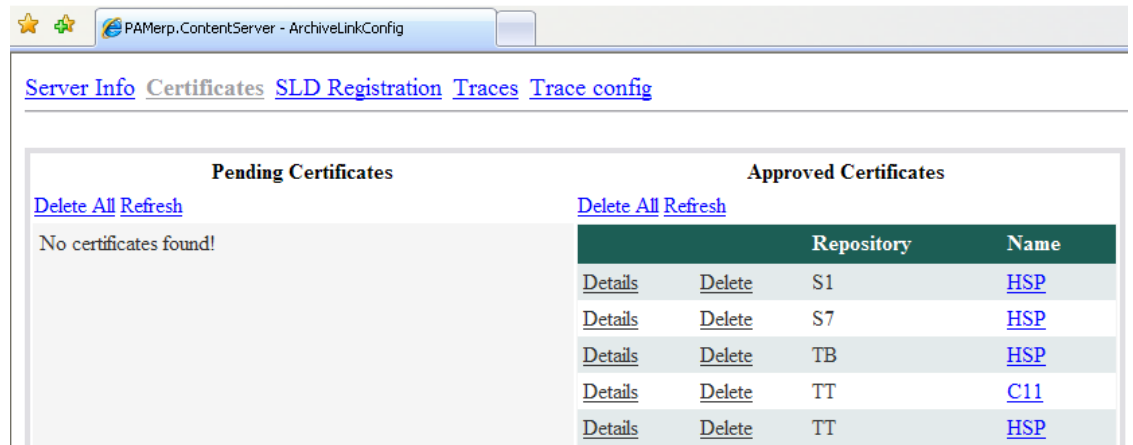 PAMerp.ContentServer - ArchiveLinkConfig
Server Info Certificates SLD Registration Traces Trace config
Pending Certificates
Delete All Refresh
No certificates found!
Approved Certificates
Delete All Refresh
Repository Name
Details Delete S1 HSP
Details Delete S7 HSP
Details Delete TB HSP
Details Delete TT C11
Details Delete TT HSP